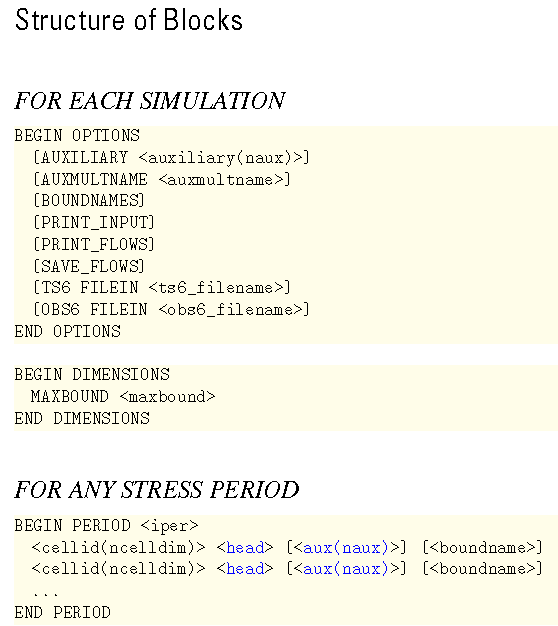 Structure of Blocks
FOR EACH SIMULATION
BEGIN OPTIONS
[AUXILIARY <auxiliary(naux)>]
[AUXMULTNAME <auxmultname>]
[BOUNDNAMES]
[PRINT_INPUT]
[PRINT_FLOWS]
[SAVE_FLOWS]
[TS6 FILEIN <ts6_filename>]
[OBS6 FILEIN <obs6_filename>]
END OPTIONS
BEGIN DIMENSIONS
MAXBOUND <maxbound>
END DIMENSIONS
FOR ANY STRESS PERIOD
BEGIN PERIOD <iper>
<cellid(ncelldim)> <head> [<aux(naux)>] [<boundname>]
<cellid(ncelldim)> <head> [<aux(naux)>] [<boundname>]
...
END PERIOD